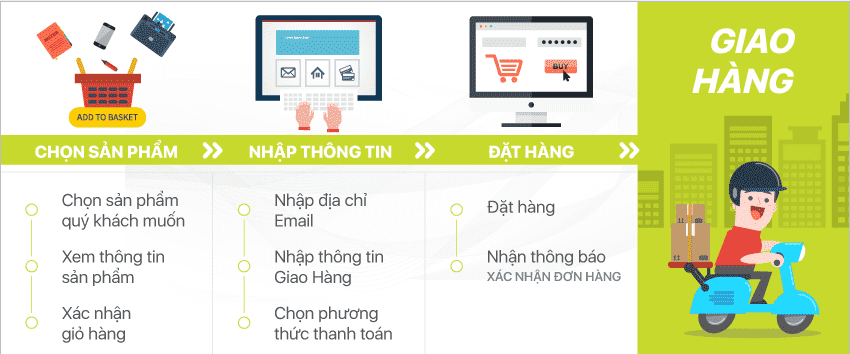 ADD TO BASKET
BUY
GIAO
HÀNG
CHỌN SẢN PHẨM
NHẬP THÔNG TIN
ĐẶT HÀNG
Chọn sản phẩm
quý khách muốn
Xem thông tin
sản phẩm
Xác nhận
giỏ hàng
Nhập địa chỉ
Email
Nhập thông tin
Giao Hàng
Chọn phương
thức thanh toán
Đặt hàng
Nhận thông báo
XÁC NHẬN ĐƠN HÀNG